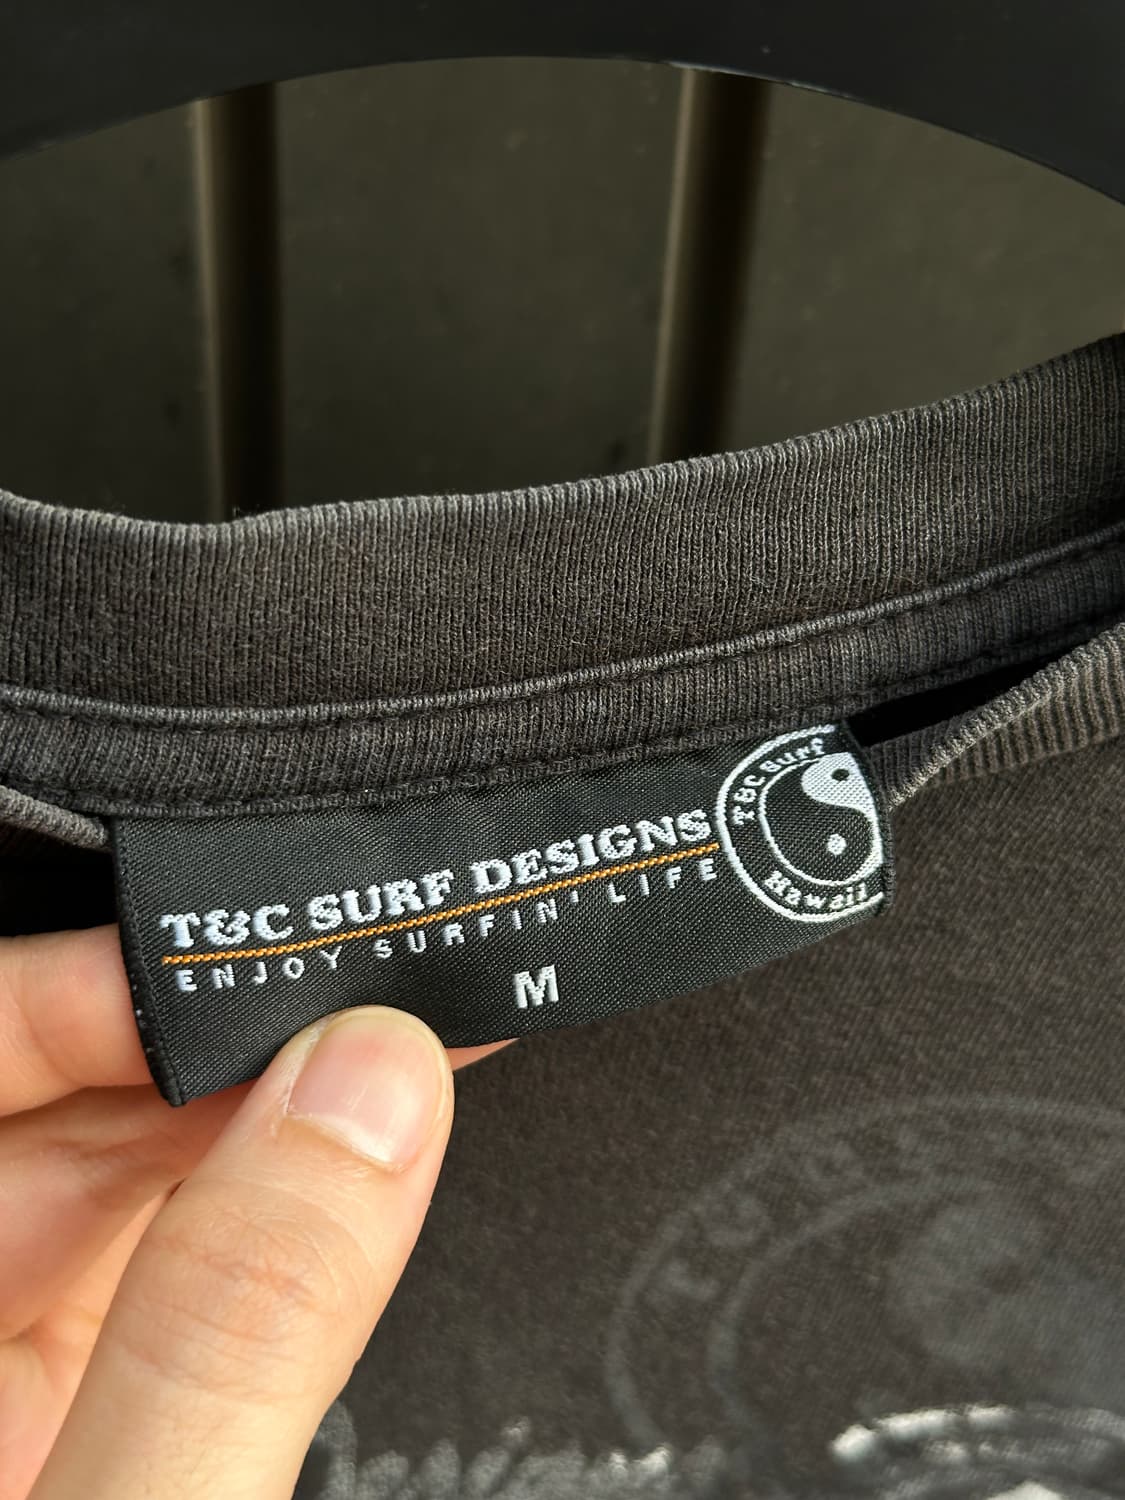 T&C SURF DESIGNS
ENJOY SURFIN' LIFE
M
T&C Surf
Hawaii